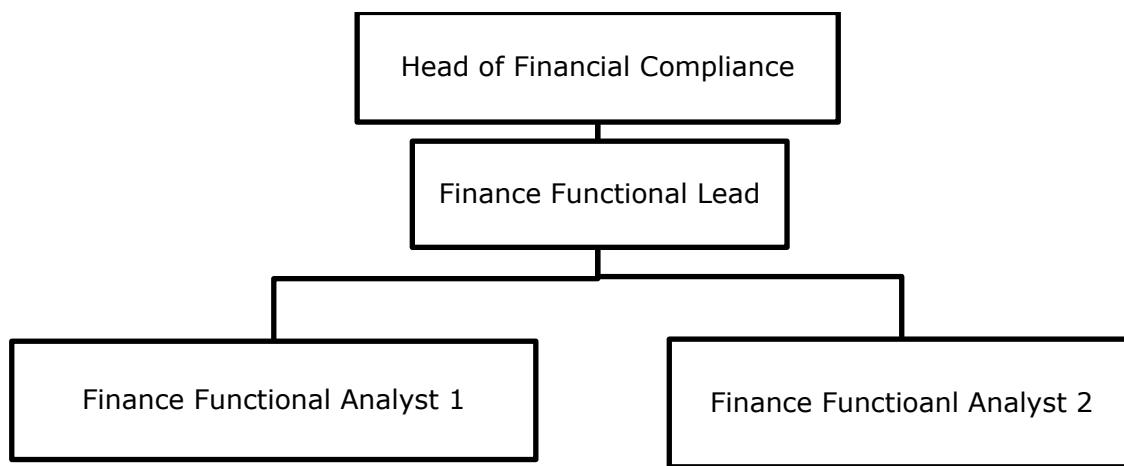 Head of Financial Compliance
Finance Functional Lead
Finance Functional Analyst 1
Finance Functioanl Analyst 2